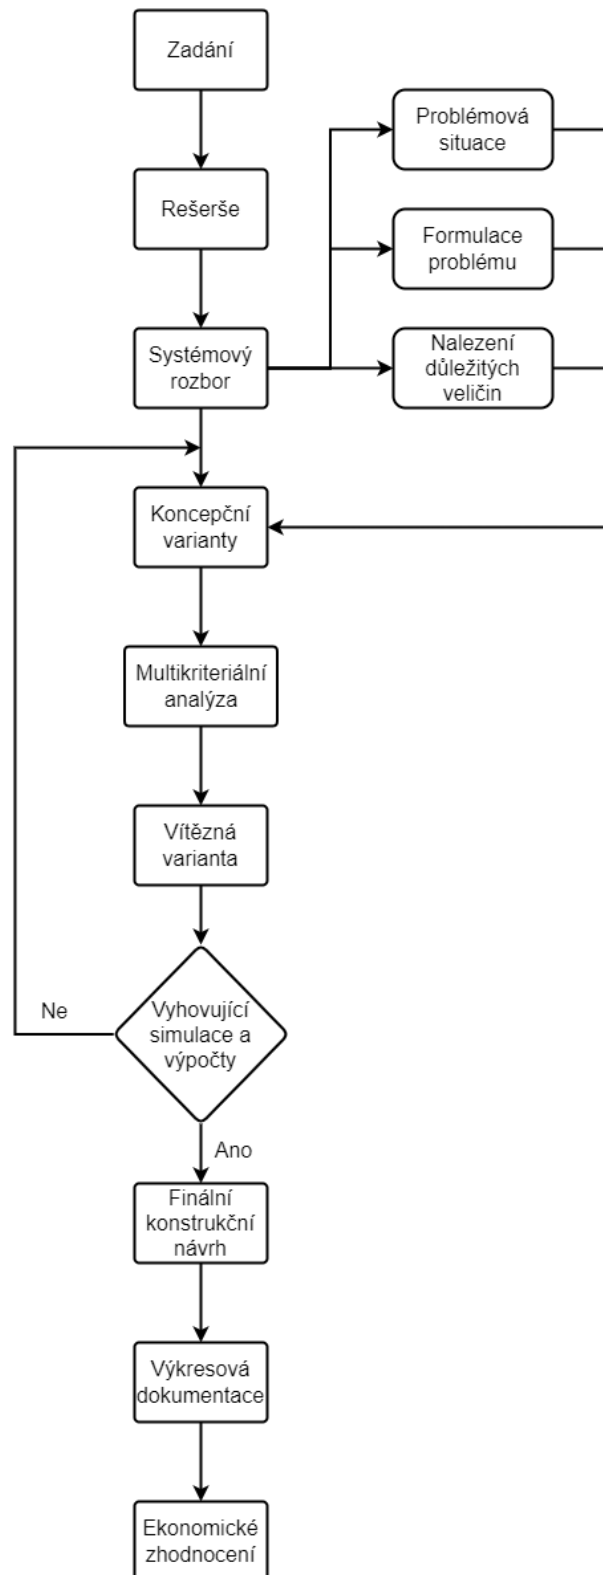 Zadání
Rešerše
Systémový
rozbor
Problémová
situace
Formulace
problému
Nalezení
důležitých
veličin
Koncepční
varianty
Multikriteriální
analýza
Vítězná
varianta
Vyhovující
simulace a
výpočty
Ne
Ano
Finální
konstrukční
návrh
Výkresová
dokumentace
Ekonomické
zhodnocení